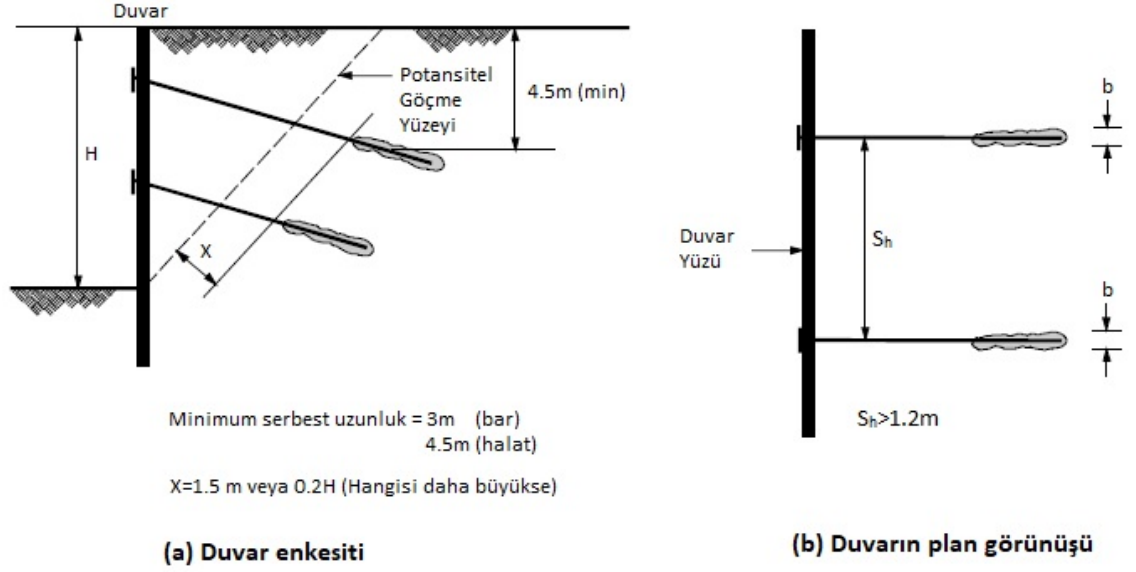 Duvar
Potansitel
Göçme
Yüzeyi
4.5m (min)
H
X
Minimum serbest uzunluk = 3m (bar)
4.5m (halat)
X=1.5 m veya 0.2H (Hangisi daha büyükse)
(a) Duvar enkesiti
b
Duvar
Yüzü
Sh
b
Sh>1.2m
(b) Duvarın plan görünüşü